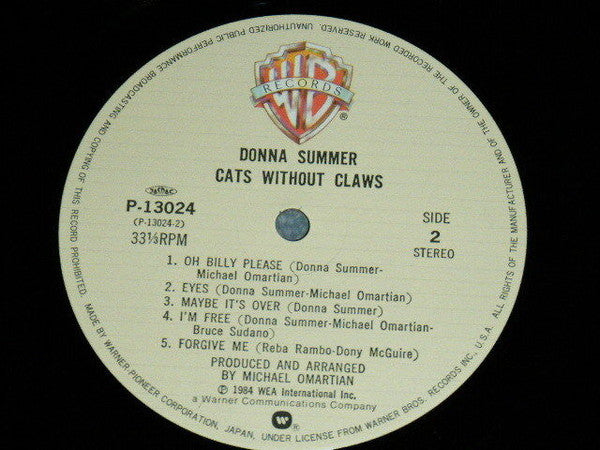 WB
RECORDS
®
DONNA SUMMER
CATS WITHOUT CLAWS
JASRAC
P-13024
(P-13024-2)
33⅓RPM
SIDE
2
STEREO
1. OH BILLY PLEASE (Donna Summer-
Michael Omartian)
2. EYES (Donna Summer-Michael Omartian)
3. MAYBE IT'S OVER (Donna Summer)
4. I'M FREE (Donna Summer-Michael Omartian-
Bruce Sudano)
5. FORGIVE ME (Reba Rambo-Dony McGuire)
PRODUCED AND ARRANGED
BY MICHAEL OMARTIAN
℗ 1984 WEA International Inc.
a Warner Communications Company
W ®
ALL RIGHTS OF THE MANUFACTURER AND OF THE OWNER OF THE RECORDED WORK RESERVED. UNAUTHORIZED PUBLIC PERFORMANCE BROADCASTING AND COPYING OF THIS RECORD PROHIBITED.
MADE BY WARNER-PIONEER CORPORATION, JAPAN, UNDER LICENSE FROM WARNER BROS. RECORDS INC., U.S.A.